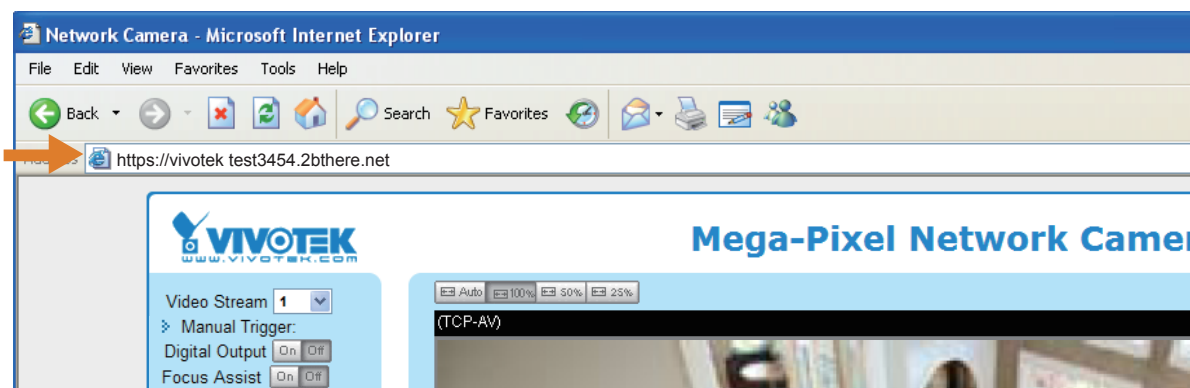 Network Camera - Microsoft Internet Explorer
File Edit View Favorites Tools Help
Back Search Favorites
https://vivotek test3454.2bthere.net
VIVOTEK
www.vivotek.com
Mega-Pixel Network
Video Stream 1
Auto 100% 50% 25%
Manual Trigger:
(TCP-AV)
Digital Output On Off
Focus Assist On Off